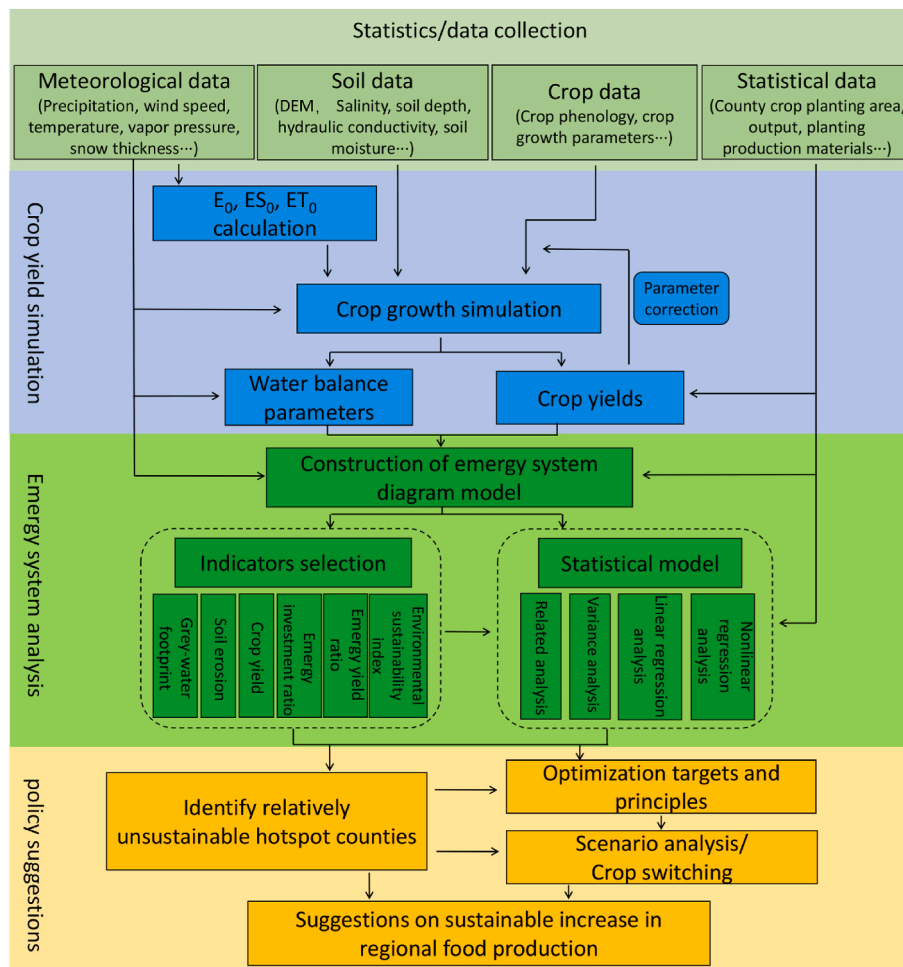 Statistics/data collection
Meteorological data
(Precipitation, wind speed,
temperature, vapor pressure,
snow thickness···)
Soil data
(DEM、 Salinity, soil depth,
hydraulic conductivity, soil
moisture···)
Crop data
(Crop phenology, crop
growth parameters···)
Statistical data
(County crop planting area,
output, planting
production materials···)
Crop yield simulation
E₀, ES₀, ET₀
calculation
Crop growth simulation
Parameter
correction
Water balance
parameters
Crop yields
Emergy system analysis
Construction of emergy system
diagram model
Indicators selection
Grey-water
footprint
Soil erosion
Crop yield
Emergy
investment ratio
Emergy yield
ratio
Environmental
sustainability
index
Statistical model
Related analysis
Variance analysis
Linear regression
analysis
Nonlinear
regression
analysis
policy suggestions
Identify relatively
unsustainable hotspot counties
Optimization targets and
principles
Scenario analysis/
Crop switching
Suggestions on sustainable increase in
regional food production